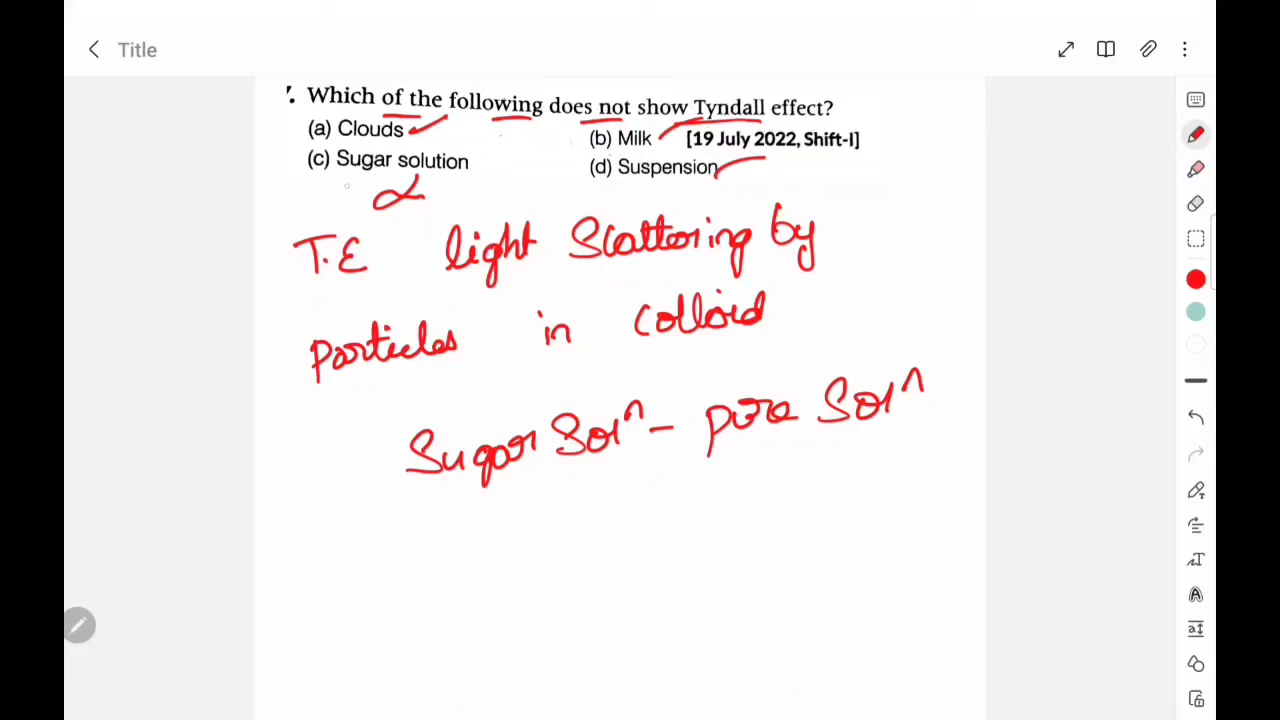 Title
. Which of the following does not show Tyndall effect?
(a) Clouds (b) Milk [19 July 2022, Shift-I]
(c) Sugar solution (d) Suspension
T.E light Scattering by
particles in colloid
Sugar Solⁿ - pure Solⁿ